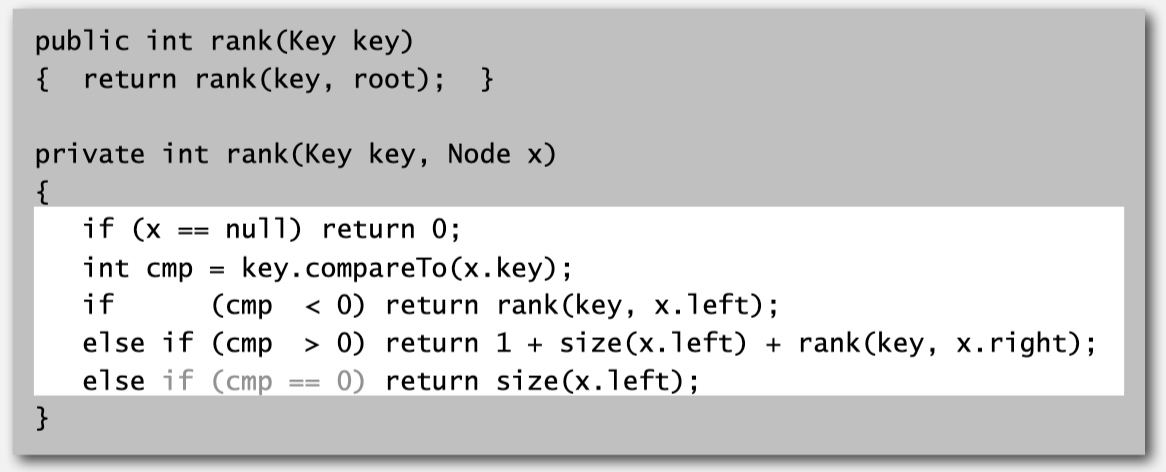 public int rank(Key key)
{  return rank(key, root);  }
private int rank(Key key, Node x)
{
   if (x == null) return 0;
   int cmp = key.compareTo(x.key);
   if      (cmp  < 0) return rank(key, x.left);
   else if (cmp  > 0) return 1 + size(x.left) + rank(key, x.right);
   else if (cmp == 0) return size(x.left);
}